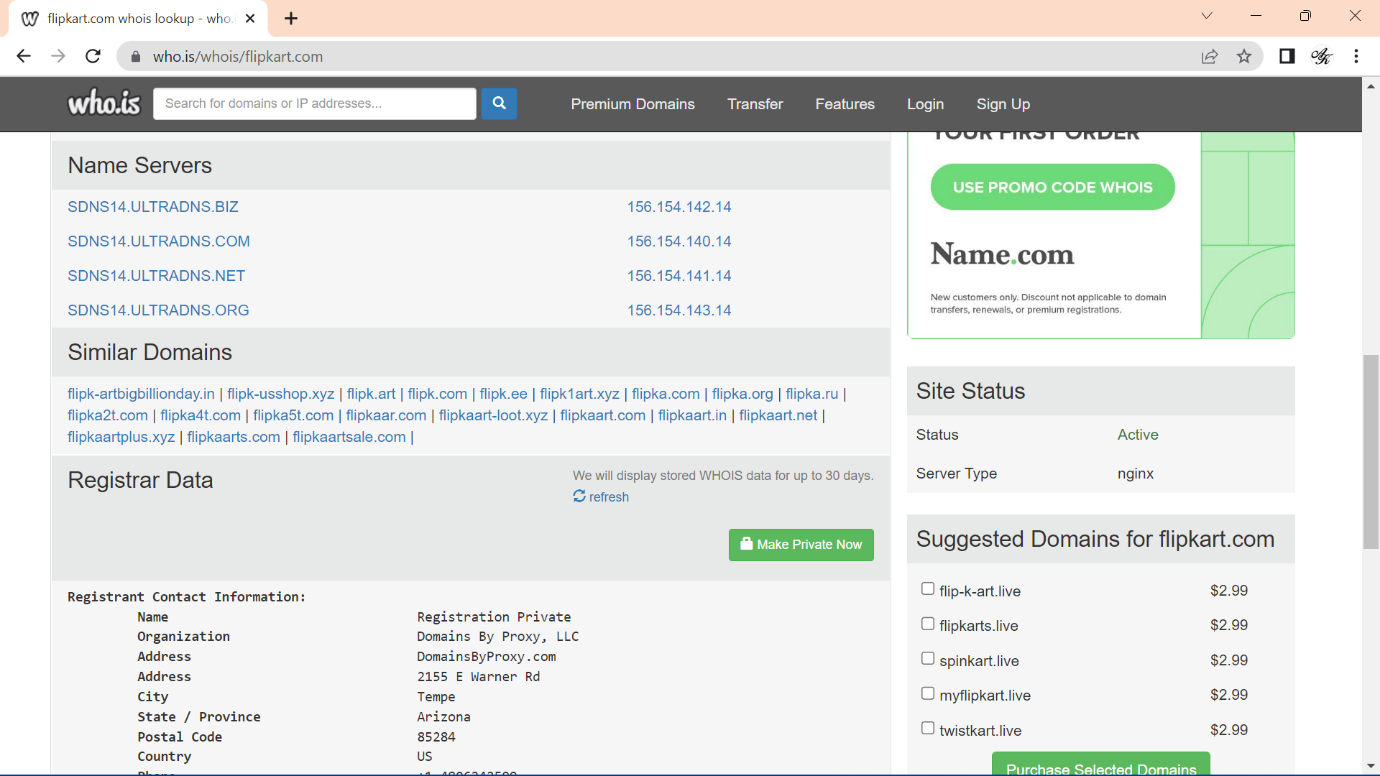 flipkart.com whois lookup - who.
who.is/whois/flipkart.com
who.is
Search for domains or IP addresses...
Premium Domains
Transfer
Features
Login
Sign Up
Name Servers
SDNS14.ULTRADNS.BIZ 156.154.142.14
SDNS14.ULTRADNS.COM 156.154.140.14
SDNS14.ULTRADNS.NET 156.154.141.14
SDNS14.ULTRADNS.ORG 156.154.143.14
Similar Domains
flipk-artbigbillionday.in | flipk-usshop.xyz | flipk.art | flipk.com | flipk.ee | flipk1art.xyz | flipka.com | flipka.org | flipka.ru |
flipka2t.com | flipka4t.com | flipka5t.com | flipkaar.com | flipkaart-loot.xyz | flipkaart.com | flipkaart.in | flipkaart.net |
flipkaartplus.xyz | flipkaarts.com | flipkaartsale.com |
Registrar Data
We will display stored WHOIS data for up to 30 days.
refresh
Make Private Now
Registrant Contact Information:
Name Registration Private
Organization Domains By Proxy, LLC
Address DomainsByProxy.com
Address 2155 E Warner Rd
City Tempe
State / Province Arizona
Postal Code 85284
Country US
YOUR FIRST ORDER
USE PROMO CODE WHOIS
Name.com
New customers only. Discount not applicable to domain
transfers, renewals, or premium registrations.
Site Status
Status Active
Server Type nginx
Suggested Domains for flipkart.com
flip-k-art.live $2.99
flipkarts.live $2.99
spinkart.live $2.99
myflipkart.live $2.99
twistkart.live $2.99
Purchase Selected Domains